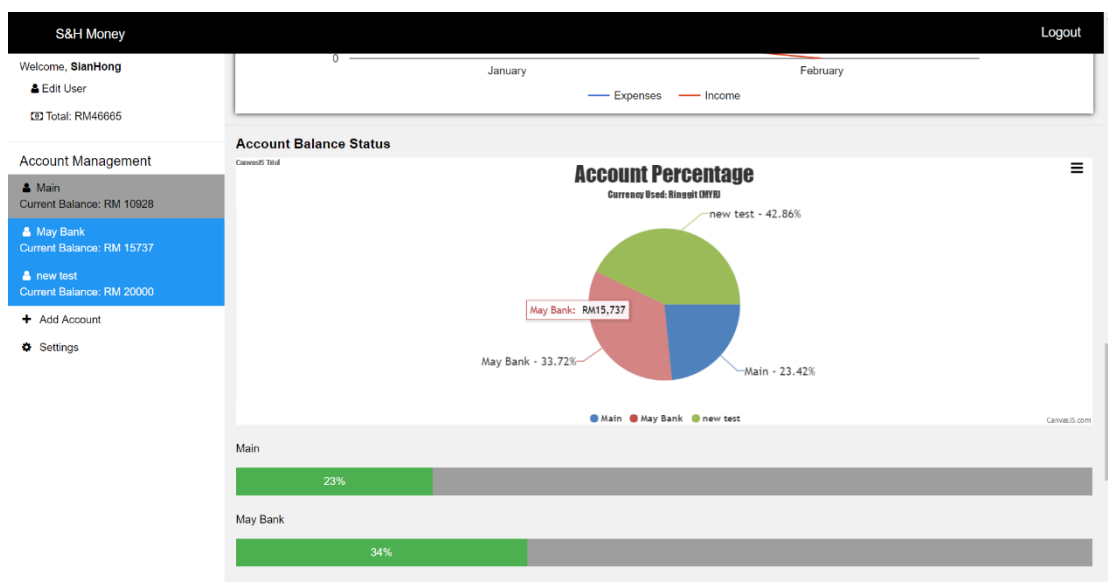 S&H Money
Logout
Welcome, SianHong
Edit User
Total: RM46665
Account Management
Main
Current Balance: RM 10928
May Bank
Current Balance: RM 15737
new test
Current Balance: RM 20000
Add Account
Settings
0
January
February
Expenses
Income
Account Balance Status
CanvasJS Trial
Account Percentage
Currency Used: Ringgit (MYR)
new test - 42.86%
May Bank: RM15,737
May Bank - 33.72%
Main - 23.42%
Main
May Bank
new test
CanvasJS.com
Main
23%
May Bank
34%